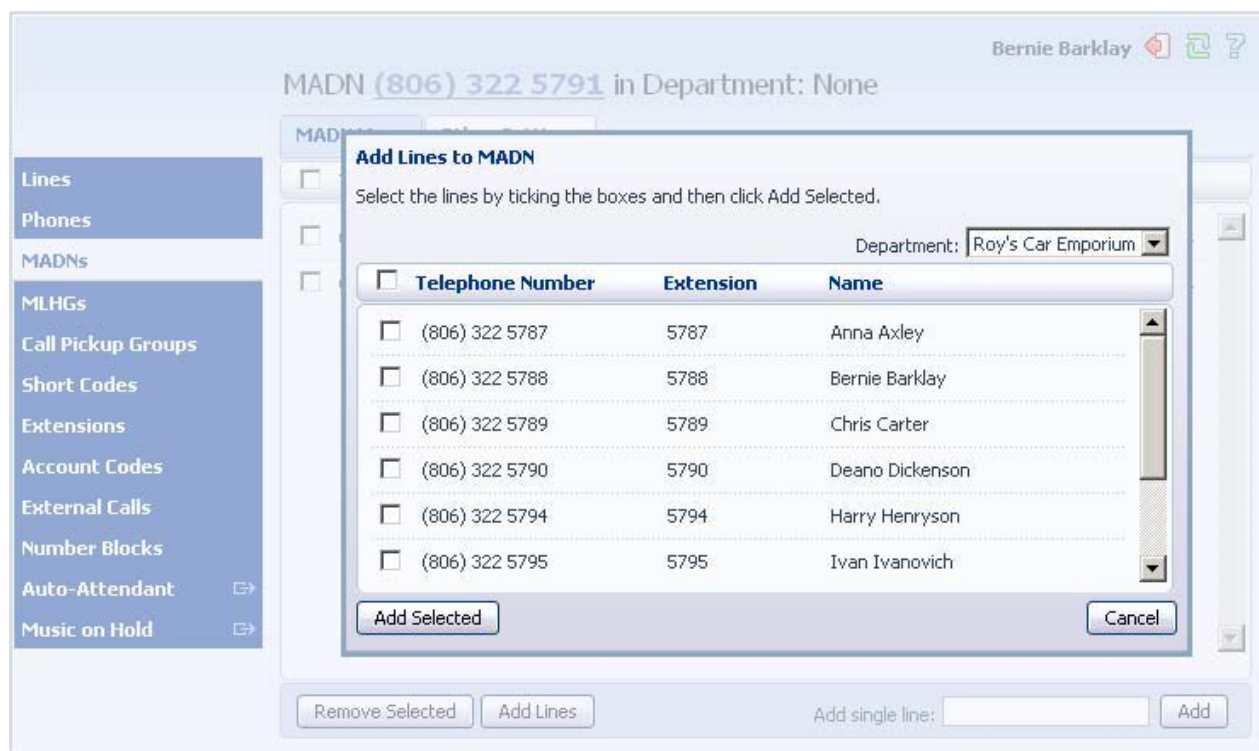 Bernie Barklay
MADN (806) 322 5791 in Department: None
MADN
Lines
Phones
MADNs
MLHGs
Call Pickup Groups
Short Codes
Extensions
Account Codes
External Calls
Number Blocks
Auto-Attendant
Music on Hold
Add Lines to MADN
Select the lines by ticking the boxes and then click Add Selected.
Department: Roy's Car Emporium
Telephone Number Extension Name
(806) 322 5787 5787 Anna Axley
(806) 322 5788 5788 Bernie Barklay
(806) 322 5789 5789 Chris Carter
(806) 322 5790 5790 Deano Dickenson
(806) 322 5794 5794 Harry Henryson
(806) 322 5795 5795 Ivan Ivanovich
Add Selected Cancel
Remove Selected Add Lines Add single line: Add